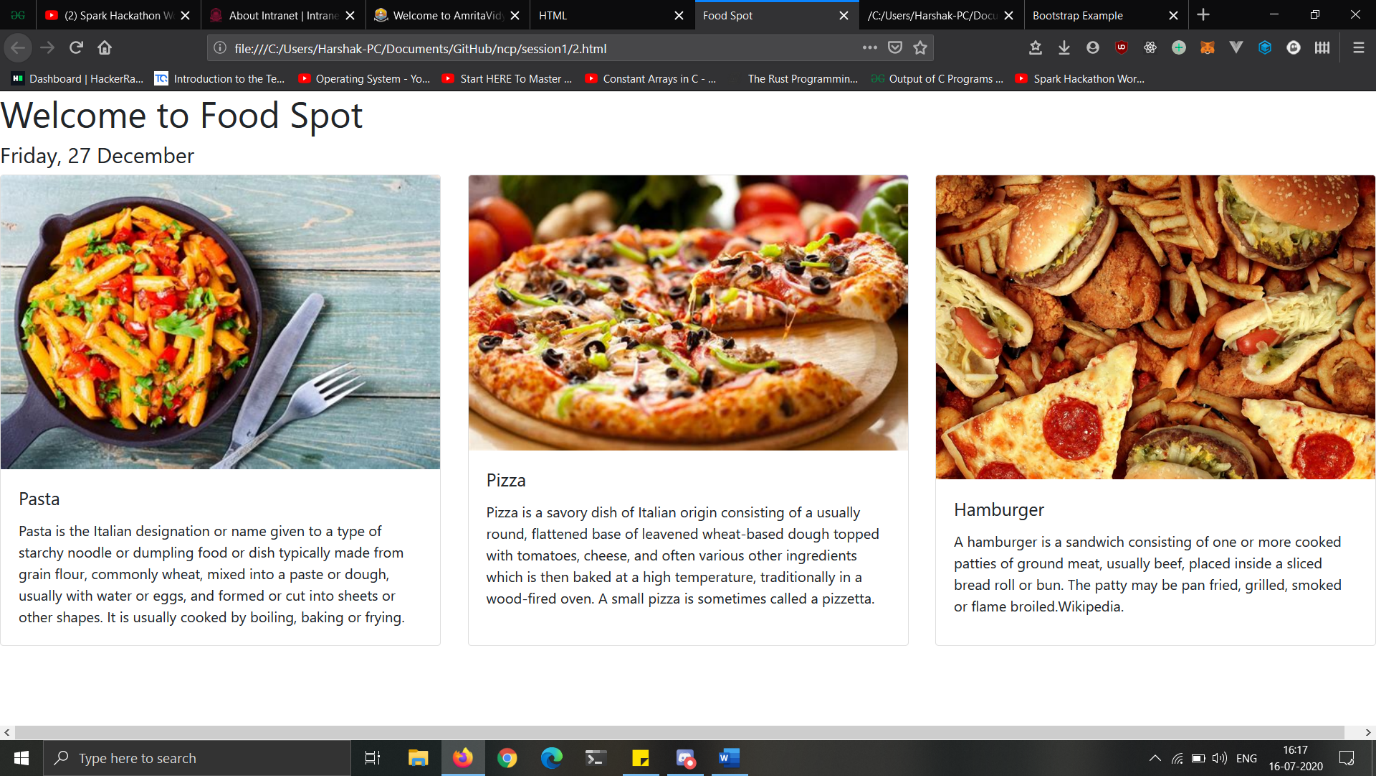 (2) Spark Hackathon W
About Intranet | Intrane
Welcome to AmritaVid
HTML
Food Spot
/C:/Users/Harshak-PC/Docu
Bootstrap Example
file:///C:/Users/Harshak-PC/Documents/GitHub/ncp/session1/2.html
Dashboard | HackerRa...
Introduction to the Te...
Operating System - Yo...
Start HERE To Master ...
Constant Arrays in C - ...
The Rust Programmin...
Output of C Programs ...
Spark Hackathon Wor...
Welcome to Food Spot
Friday, 27 December
Pasta
Pasta is the Italian designation or name given to a type of
starchy noodle or dumpling food or dish typically made from
grain flour, commonly wheat, mixed into a paste or dough,
usually with water or eggs, and formed or cut into sheets or
other shapes. It is usually cooked by boiling, baking or frying.
Pizza
Pizza is a savory dish of Italian origin consisting of a usually
round, flattened base of leavened wheat-based dough topped
with tomatoes, cheese, and often various other ingredients
which is then baked at a high temperature, traditionally in a
wood-fired oven. A small pizza is sometimes called a pizzetta.
Hamburger
A hamburger is a sandwich consisting of one or more cooked
patties of ground meat, usually beef, placed inside a sliced
bread roll or bun. The patty may be pan fried, grilled, smoked
or flame broiled.Wikipedia.
Type here to search
ENG
16:17
16-07-2020